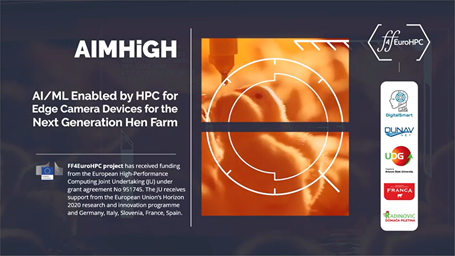 AIMHiGH
AI/ML Enabled by HPC for
Edge Camera Devices for the
Next Generation Hen Farm
FF4EuroHPC project has received funding
from the European High-Performance
Computing Joint Undertaking (JU) under
grant agreement No 951745. The JU receives
support from the European Union's Horizon
2020 research and innovation programme
and Germany, Italy, Slovenia, France, Spain.
ff4
EuroHPC
DigitalSmart
DUNAV
UDG
FRANCA
RADINOVIĆ
DOMAĆA PILETINA